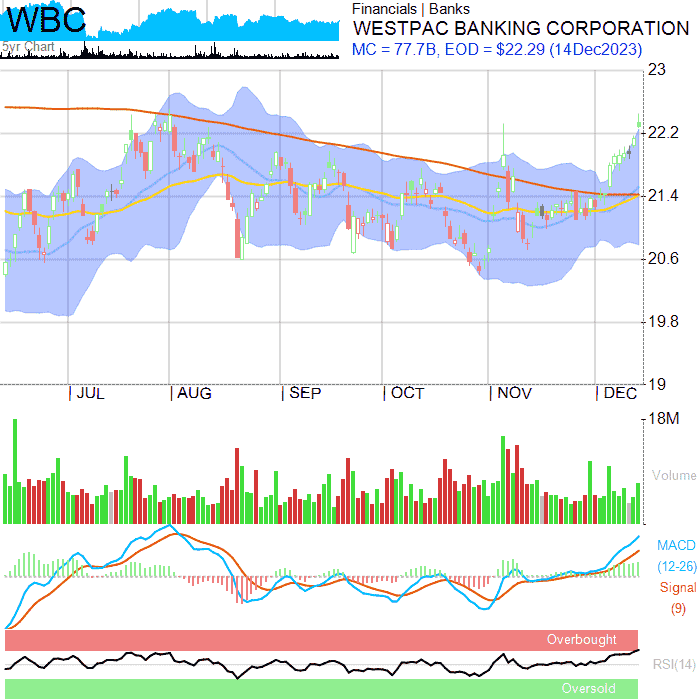 WBC
5yr Chart
Financials | Banks
WESTPAC BANKING CORPORATION
MC = 77.7B, EOD = $22.29 (14Dec2023)
23
22.2
21.4
20.6
19.8
19
JUL AUG SEP OCT NOV DEC
18M
Volume
MACD
(12-26)
Signal
(9)
Overbought
RSI(14)
Oversold